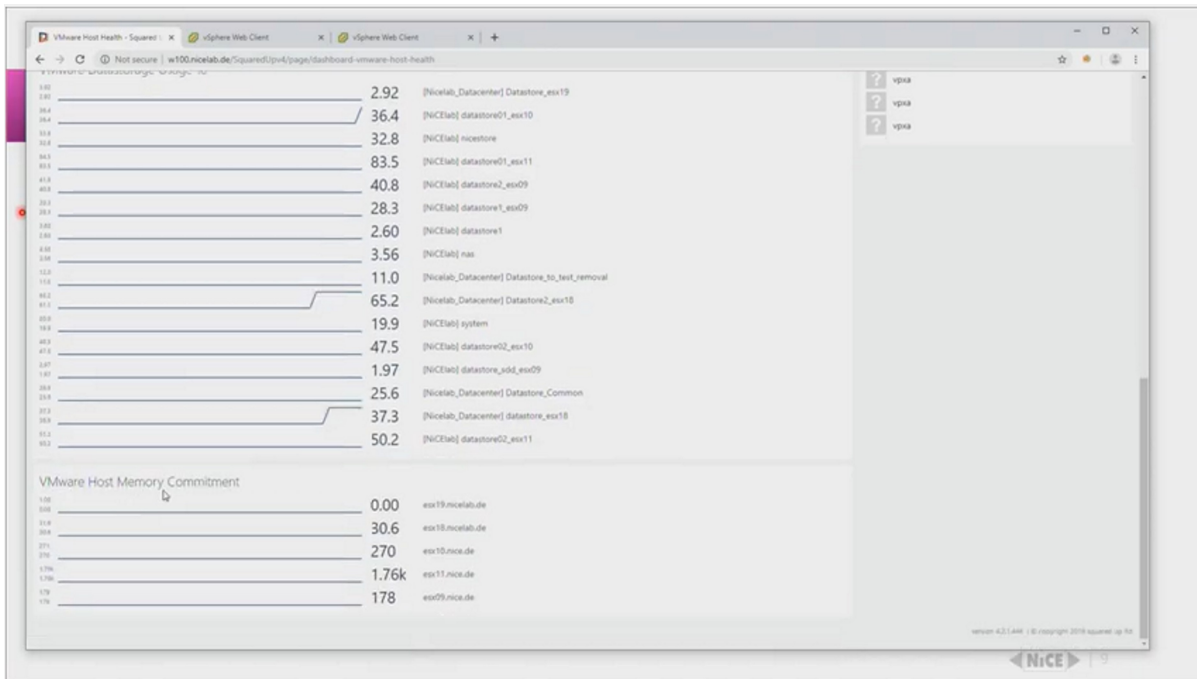 VMware Host Health - Squared U
vSphere Web Client
vSphere Web Client
Not secure | w100.nicelab.de/SquaredUpv4/page/dashboard-vmware-host-health
2.92 [Nicelab_Datacenter] Datastore_esx19
36.4 [NiCElab] datastore01_esx10
32.8 [NiCElab] nicestore
83.5 [NiCElab] datastore01_esx11
40.8 [NiCElab] datastore2_esx09
28.3 [NiCElab] datastore1_esx09
2.60 [NiCElab] datastore1
3.56 [NiCElab] nas
11.0 [Nicelab_Datacenter] Datastore_to_test_removal
65.2 [Nicelab_Datacenter] Datastore2_esx18
19.9 [NiCElab] system
47.5 [NiCElab] datastore02_esx10
1.97 [NiCElab] datastore_sdd_esx09
25.6 [Nicelab_Datacenter] Datastore_Common
37.3 [Nicelab_Datacenter] datastore_esx18
50.2 [NiCElab] datastore02_esx11
vpxa
vpxa
vpxa
VMware Host Memory Commitment
0.00 esx19.nicelab.de
30.6 esx18.nicelab.de
270 esx10.nice.de
1.76k esx11.nice.de
178 esx09.nice.de
© copyright 2019 squared up ltd
NiCE | 9